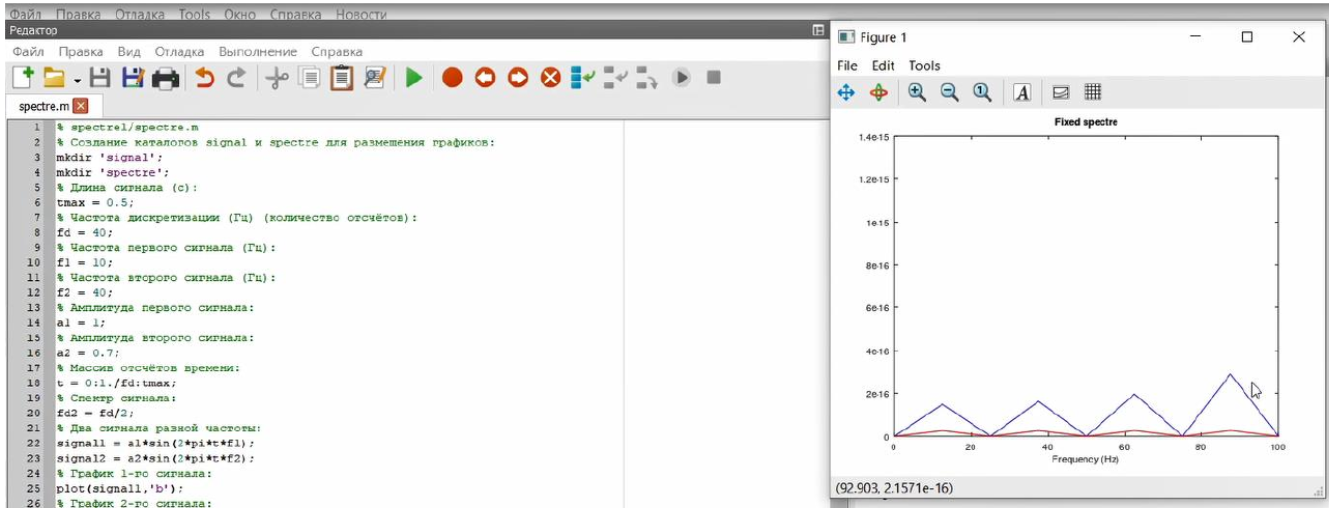 Файл Правка Отладка Tools Окно Справка Новости
Редактор
Файл Правка Вид Отладка Выполнение Справка
spectre.m
1 % spectre1/spectre.m
2 % Создание каталогов signal и spectre для размешения графиков:
3 mkdir 'signal';
4 mkdir 'spectre';
5 % Длина сигнала (с):
6 tmax = 0.5;
7 % Частота дискретизации (Гц) (количество отсчётов):
8 fd = 40;
9 % Частота первого сигнала (Гц):
10 f1 = 10;
11 % Частота второго сигнала (Гц):
12 f2 = 40;
13 % Амплитуда первого сигнала:
14 a1 = 1;
15 % Амплитуда второго сигнала:
16 a2 = 0.7;
17 % Массив отсчётов времени:
18 t = 0:1./fd:tmax;
19 % Спектр сигнала:
20 fd2 = fd/2;
21 % Два сигнала разной частоты:
22 signal1 = a1*sin(2*pi*t*f1);
23 signal2 = a2*sin(2*pi*t*f2);
24 % График 1-го сигнала:
25 plot(signal1,'b');
26 % График 2-го сигнала:
Figure 1
File Edit Tools
A
Fixed spectre
1.4e-15
1.2e-15
1e-15
8e-16
6e-16
4e-16
2e-16
0
0 20 40 60 80 100
Frequency (Hz)
(92.903, 2.1571e-16)